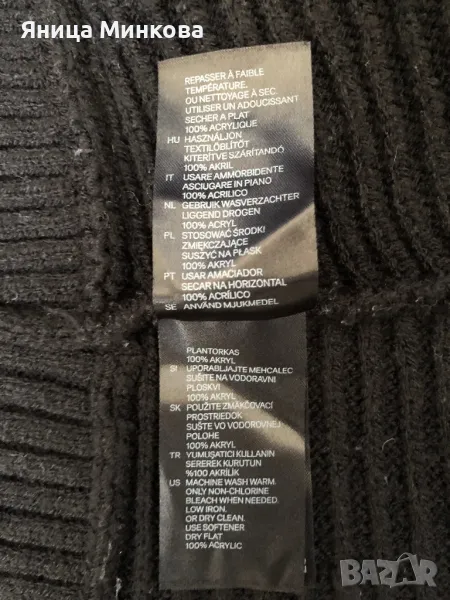 Яница Минкова
REPASSER À FAIBLE
TEMPÉRATURE.
OU NETTOYAGE À SEC.
UTILISER UN ADOUCISSANT
SECHER A PLAT
100% ACRYLIQUE
HU HASZNÁLJON
TEXTILÖBLÍTŐT
KITERÍTVE SZÁRÍTANDÓ
100% AKRIL
IT USARE AMMORBIDENTE
ASCIUGARE IN PIANO
100% ACRILICO
NL GEBRUIK WASVERZACHTER
LIGGEND DROGEN
100% ACRYL
PL STOSOWAĆ ŚRODKI
ZMIĘKCZAJĄCE
SUSZYĆ NA PŁASK
100% AKRYL
PT USAR AMACIADOR
SECAR NA HORIZONTAL
100% ACRÍLICO
SE ANVÄND MJUKMEDEL
PLANTORKAS
100% AKRYL
SI UPORABLJAJTE MEHČALEC
SUŠITE NA VODORAVNI
PLOSKVI
100% AKRYL
SK POUŽITE ZMÄKČOVACÍ
PROSTRIEDOK
SUŠTE VO VODOROVNEJ
POLOHE
100% AKRYL
TR YUMUŞATICI KULLANIN
SEREREK KURUTUN
%100 AKRİLİK
US MACHINE WASH WARM.
ONLY NON-CHLORINE
BLEACH WHEN NEEDED.
LOW IRON.
OR DRY CLEAN.
USE SOFTENER
DRY FLAT
100% ACRYLIC
BAZAR